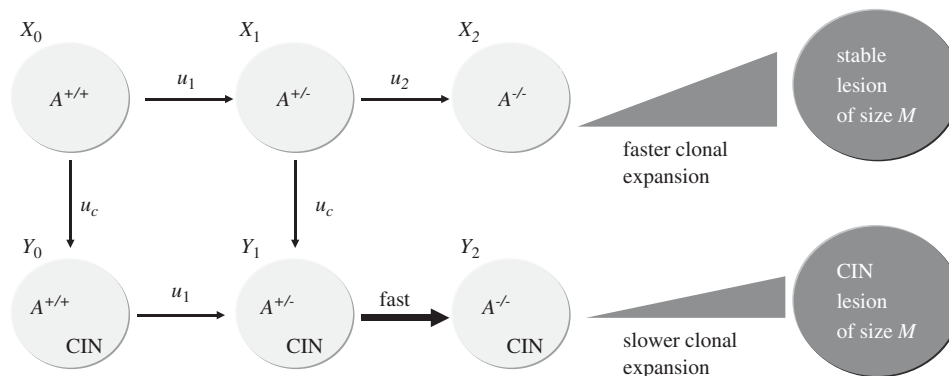 X0 X1 X2
A+/+ u1 A+/- u2 A-/-
stable
lesion
of size M
faster clonal
expansion
uc uc
Y0 Y1 Y2
A+/+ u1 A+/- fast A-/-
CIN CIN CIN
CIN
lesion
of size M
slower clonal
expansion